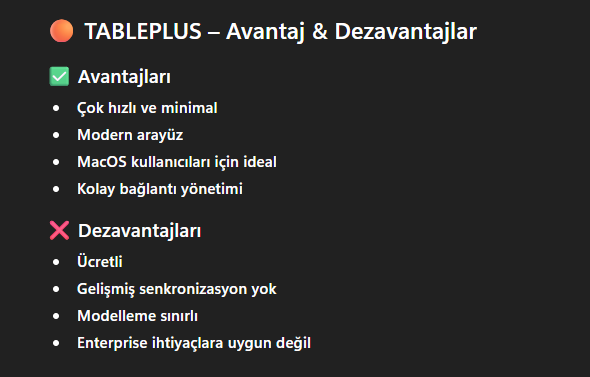 TABLEPLUS – Avantaj & Dezavantajlar
Avantajları
• Çok hızlı ve minimal
• Modern arayüz
• MacOS kullanıcıları için ideal
• Kolay bağlantı yönetimi
Dezavantajları
• Ücretli
• Gelişmiş senkronizasyon yok
• Modelleme sınırlı
• Enterprise ihtiyaçlara uygun değil